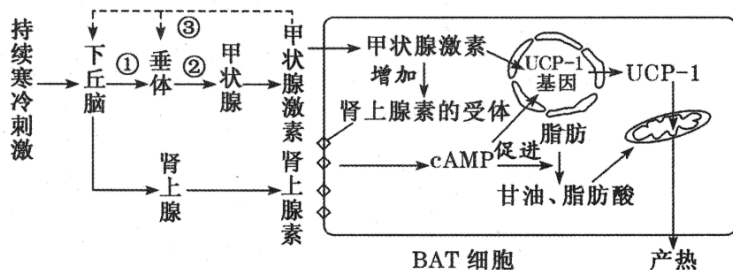 持续寒冷刺激
下丘脑
①
垂体
②
甲状腺
③
甲状腺激素
肾上腺
肾上腺素
甲状腺激素
增加
肾上腺素的受体
cAMP
促进
UCP-1
基因
UCP-1
脂肪
甘油、脂肪酸
BAT 细胞
产热